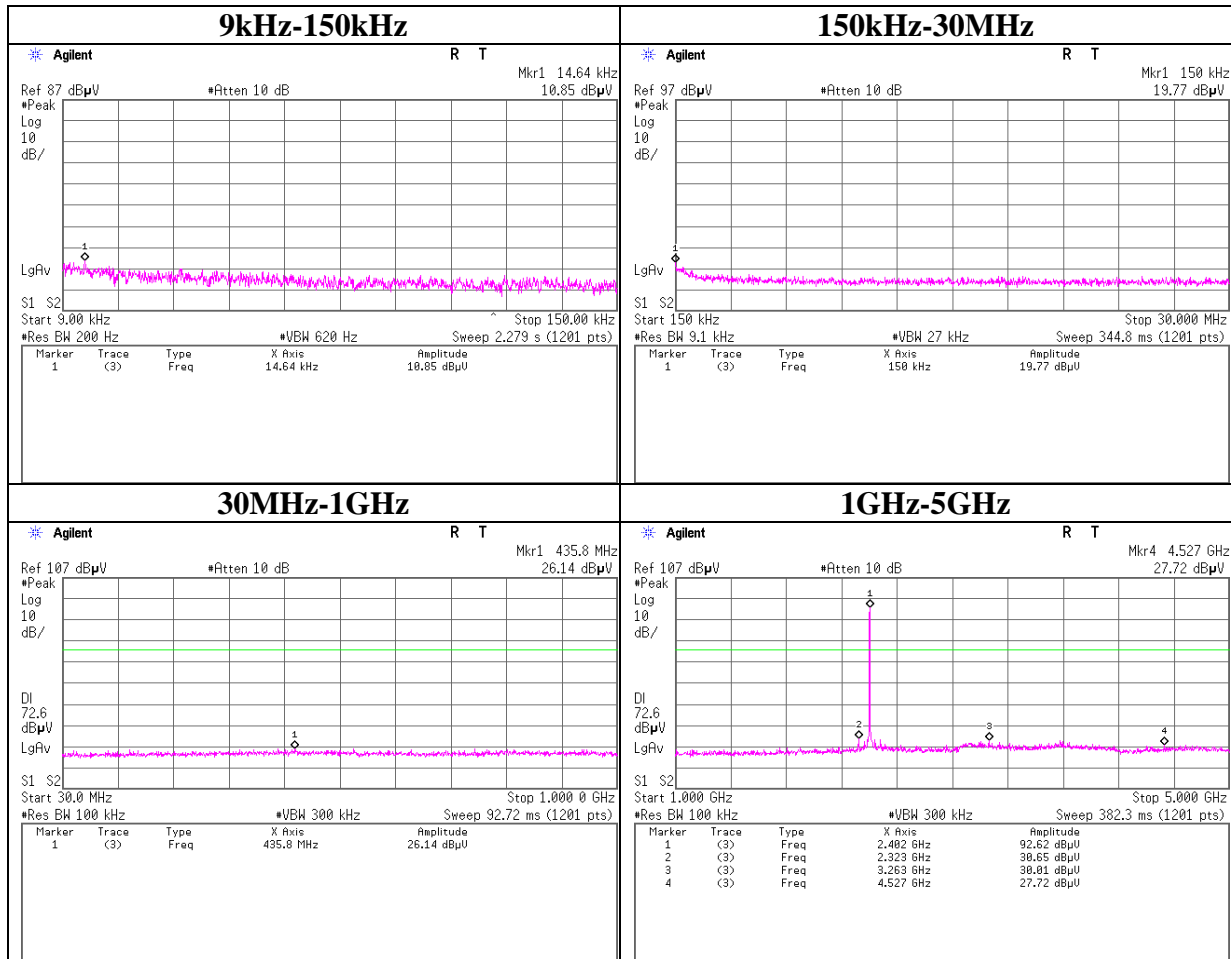 9kHz-150kHz
Agilent R T
Mkr1 14.64 kHz
Ref 87 dBµV #Atten 10 dB 10.85 dBµV
#Peak
Log
10
dB/
1
LgAv
S1 S2
Start 9.00 kHz ^ Stop 150.00 kHz
#Res BW 200 Hz #VBW 620 Hz Sweep 2.279 s (1201 pts)
Marker Trace Type X Axis Amplitude
1 (3) Freq 14.64 kHz 10.85 dBµV
150kHz-30MHz
Agilent R T
Mkr1 150 kHz
Ref 97 dBµV #Atten 10 dB 19.77 dBµV
#Peak
Log
10
dB/
1
LgAv
S1 S2
Start 150 kHz Stop 30.000 MHz
#Res BW 9.1 kHz #VBW 27 kHz Sweep 344.8 ms (1201 pts)
Marker Trace Type X Axis Amplitude
1 (3) Freq 150 kHz 19.77 dBµV
30MHz-1GHz
Agilent R T
Mkr1 435.8 MHz
Ref 107 dBµV #Atten 10 dB 26.14 dBµV
#Peak
Log
10
dB/
DI
72.6
dBµV
1
LgAv
S1 S2
Start 30.0 MHz Stop 1.000 0 GHz
#Res BW 100 kHz #VBW 300 kHz Sweep 92.72 ms (1201 pts)
Marker Trace Type X Axis Amplitude
1 (3) Freq 435.8 MHz 26.14 dBµV
1GHz-5GHz
Agilent R T
Mkr4 4.527 GHz
Ref 107 dBµV #Atten 10 dB 27.72 dBµV
#Peak
1
Log
10
dB/
DI
72.6
dBµV
2 3 4
LgAv
S1 S2
Start 1.000 GHz Stop 5.000 GHz
#Res BW 100 kHz #VBW 300 kHz Sweep 382.3 ms (1201 pts)
Marker Trace Type X Axis Amplitude
1 (3) Freq 2.402 GHz 92.62 dBµV
2 (3) Freq 2.323 GHz 30.65 dBµV
3 (3) Freq 3.263 GHz 30.01 dBµV
4 (3) Freq 4.527 GHz 27.72 dBµV